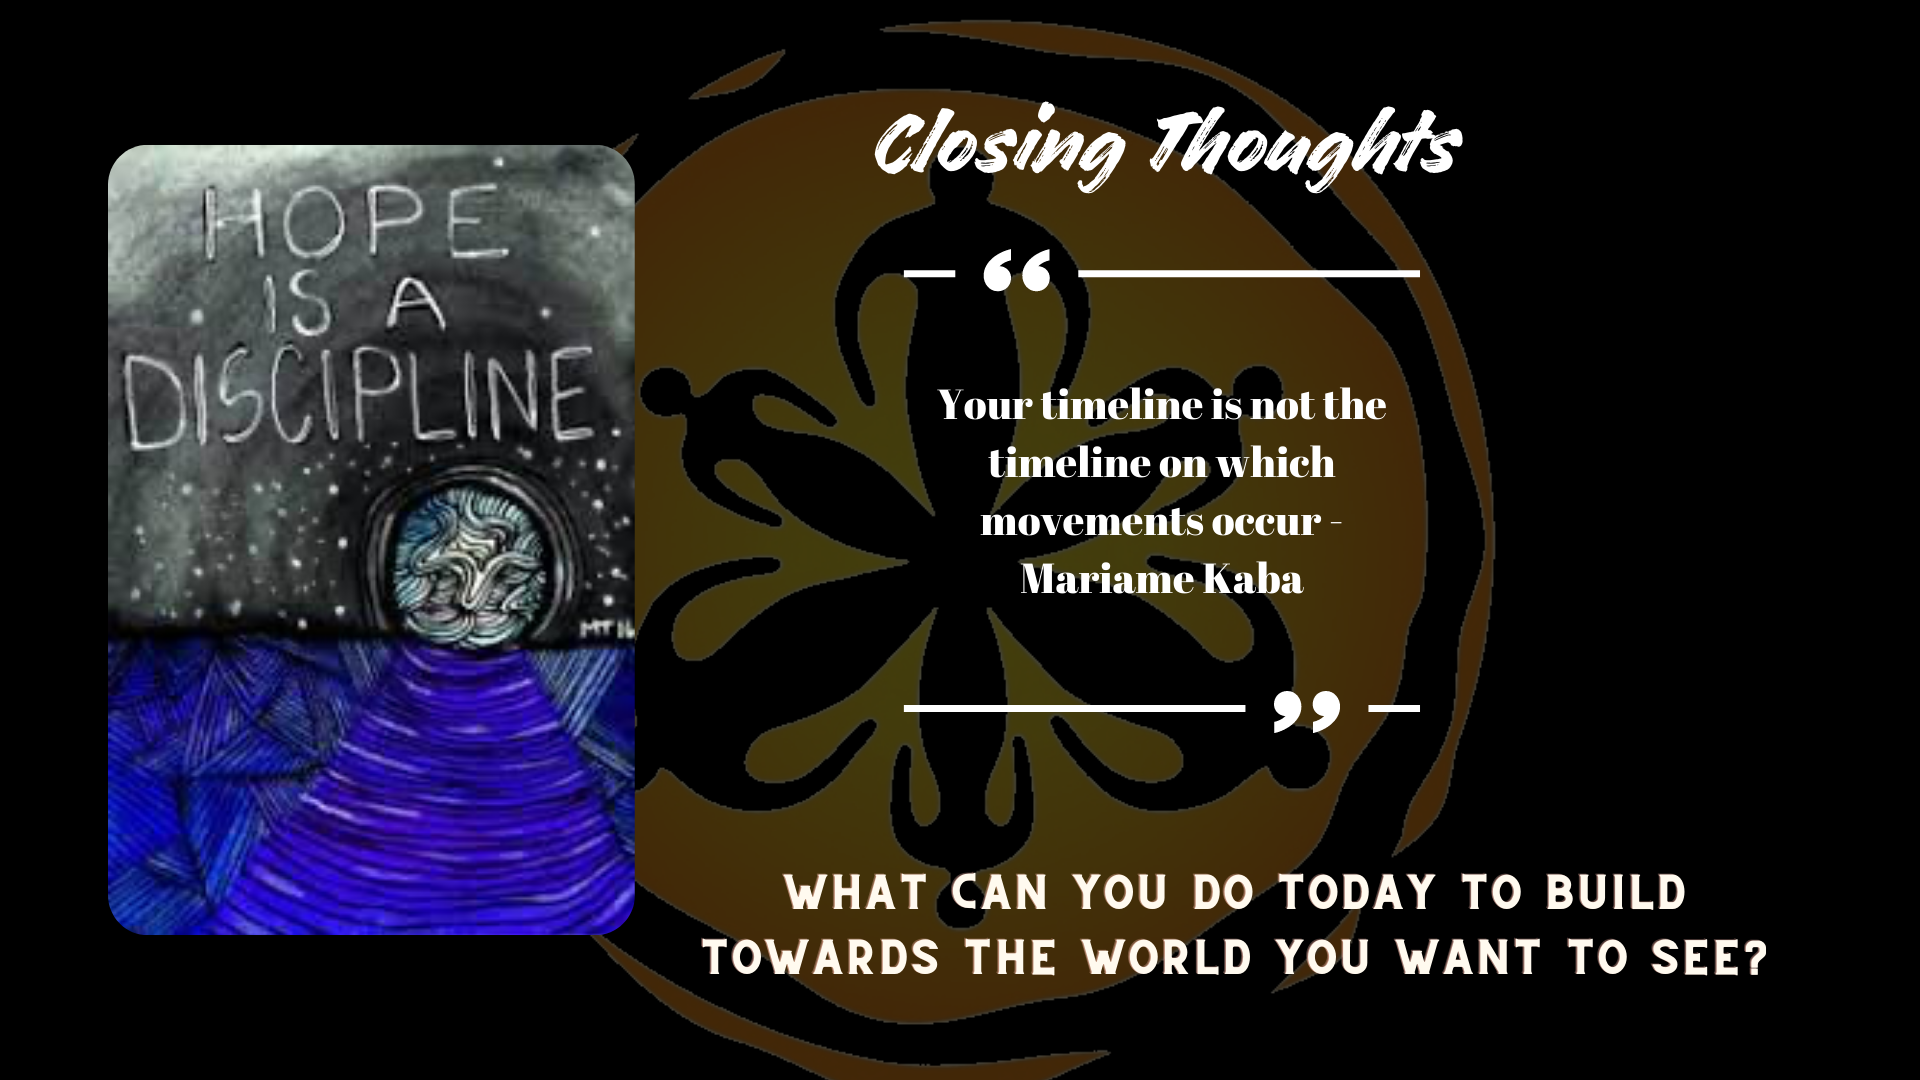 HOPE
IS A
DISCIPLINE.
MT 16
Closing Thoughts
“
Your timeline is not the
timeline on which
movements occur -
Mariame Kaba
”
WHAT CAN YOU DO TODAY TO BUILD
TOWARDS THE WORLD YOU WANT TO SEE?